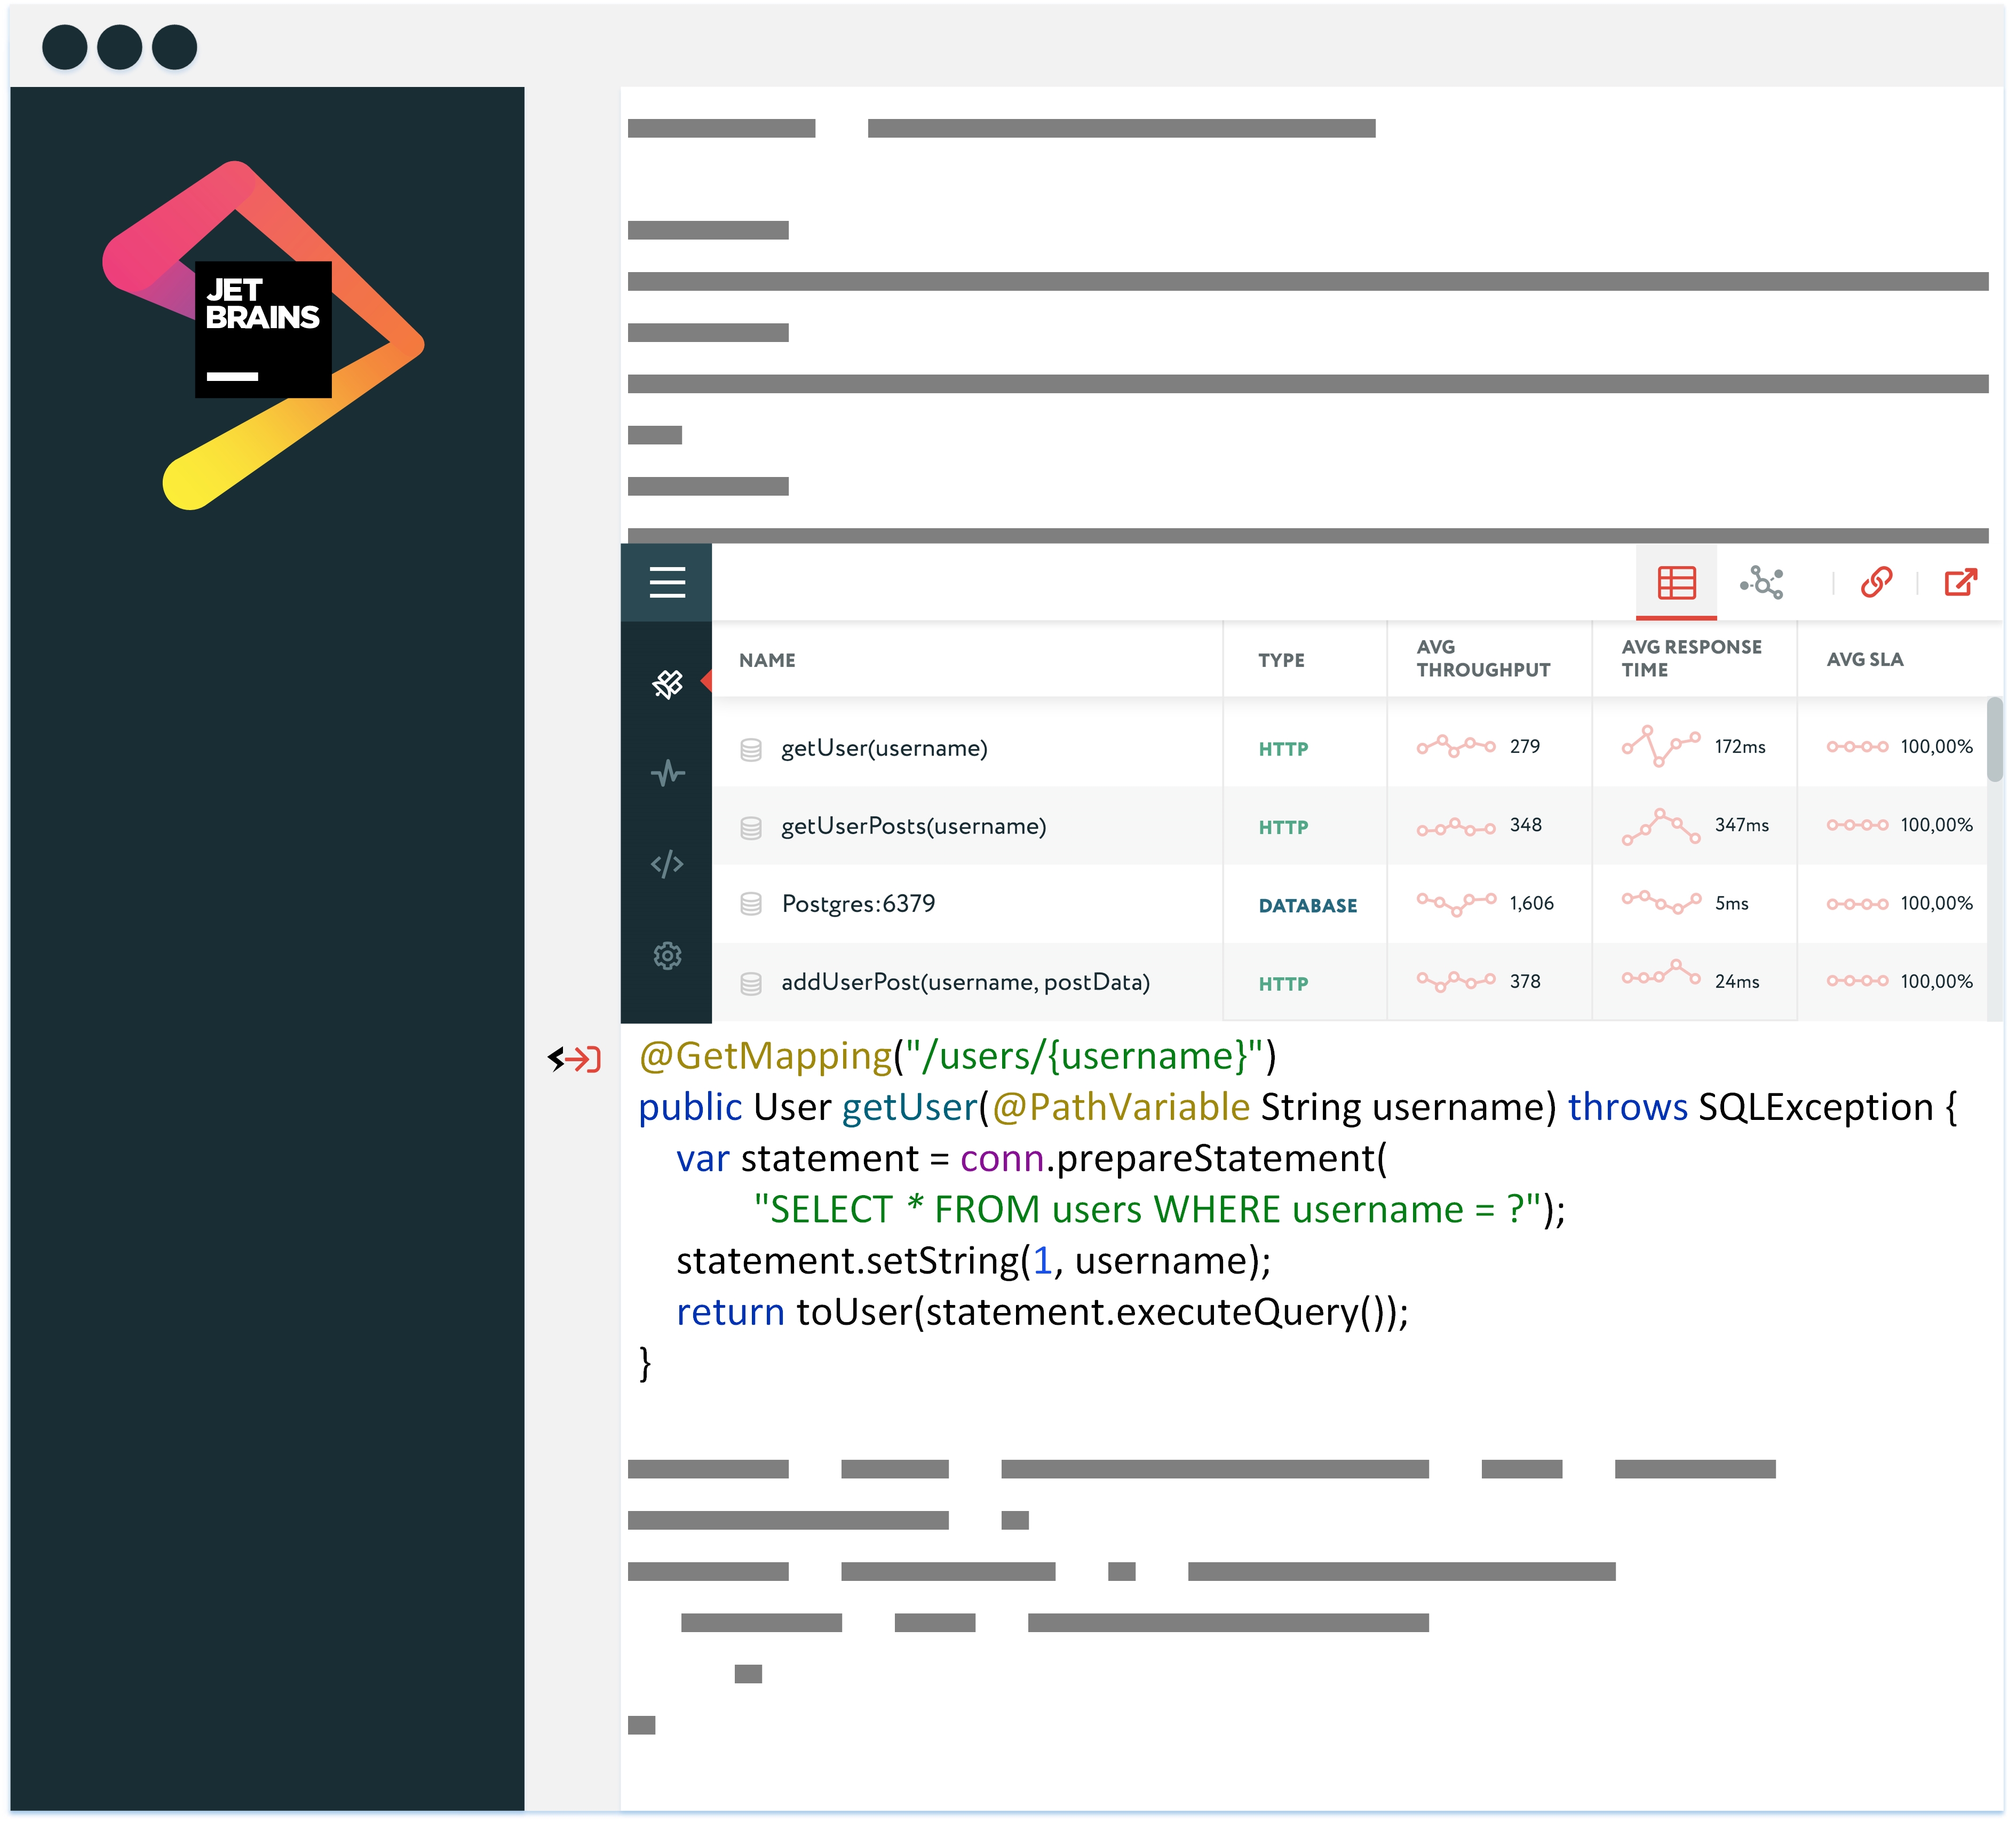 JET
BRAINS
NAME TYPE AVG THROUGHPUT AVG RESPONSE TIME AVG SLA
getUser(username) HTTP 279 172ms 100,00%
getUserPosts(username) HTTP 348 347ms 100,00%
Postgres:6379 DATABASE 1,606 5ms 100,00%
addUserPost(username, postData) HTTP 378 24ms 100,00%
@GetMapping("/users/{username}")
public User getUser(@PathVariable String username) throws SQLException {
    var statement = conn.prepareStatement(
        "SELECT * FROM users WHERE username = ?");
    statement.setString(1, username);
    return toUser(statement.executeQuery());
}